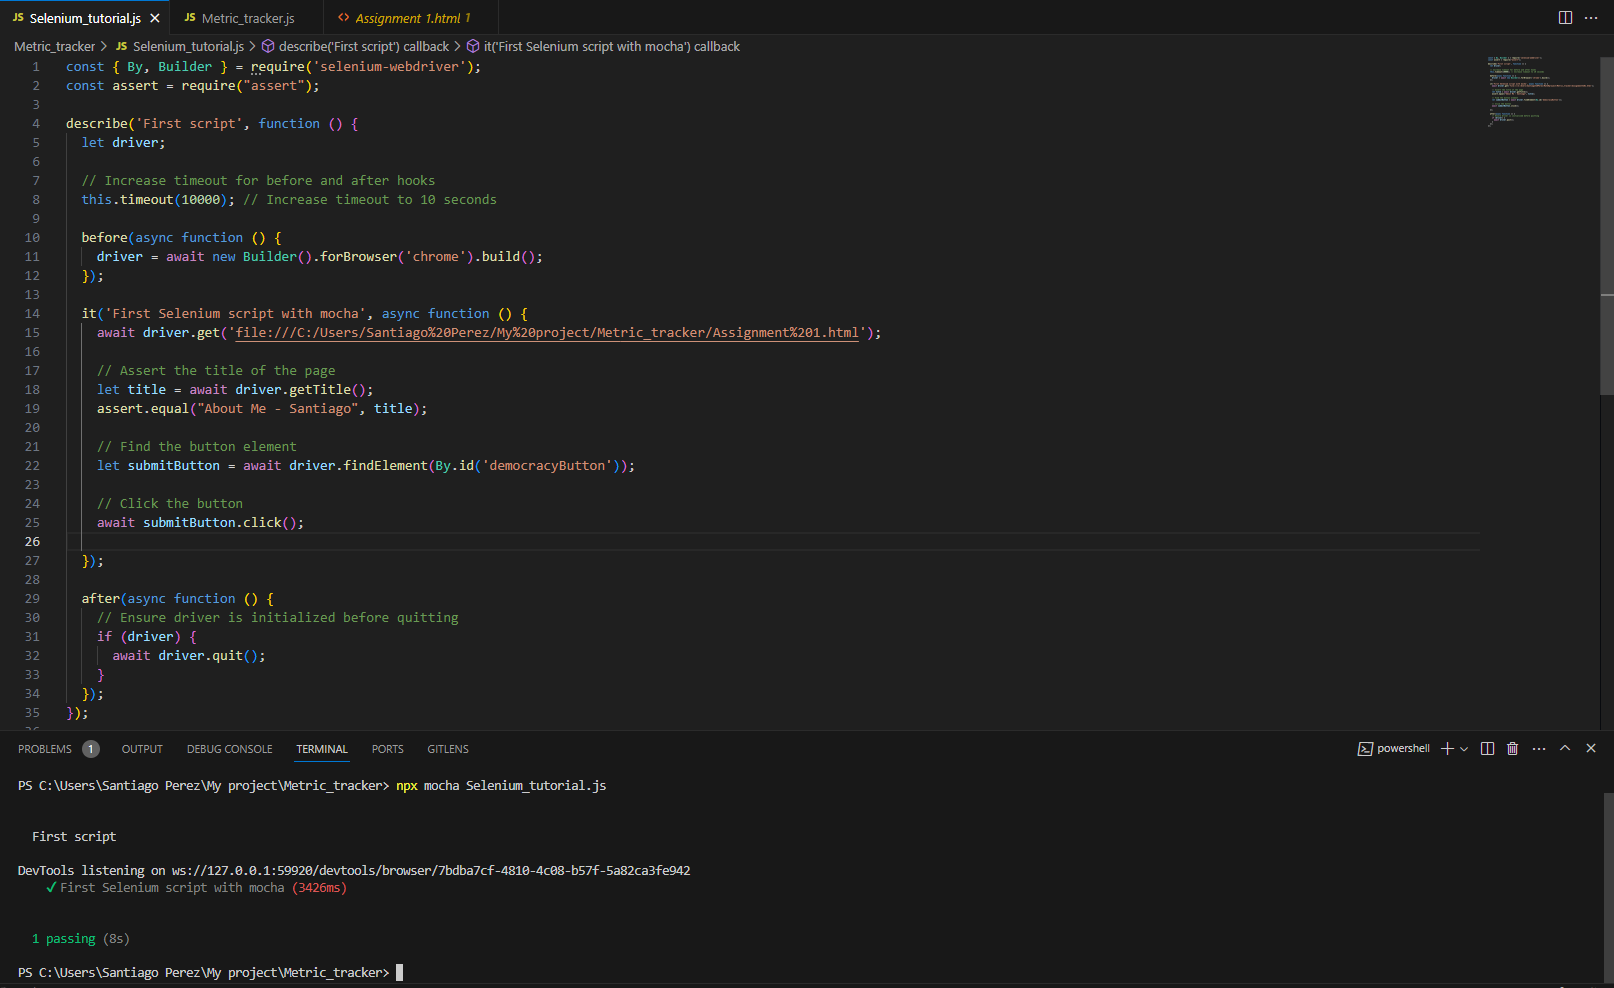 JS Selenium_tutorial.js
JS Metric_tracker.js
<> Assignment 1.html 1
Metric_tracker > JS Selenium_tutorial.js > describe('First script') callback > it('First Selenium script with mocha') callback
1 const { By, Builder } = require('selenium-webdriver');
2 const assert = require("assert");
3
4 describe('First script', function () {
5 let driver;
6
7 // Increase timeout for before and after hooks
8 this.timeout(10000); // Increase timeout to 10 seconds
9
10 before(async function () {
11 driver = await new Builder().forBrowser('chrome').build();
12 });
13
14 it('First Selenium script with mocha', async function () {
15 await driver.get('file:///C:/Users/Santiago%20Perez/My%20project/Metric_tracker/Assignment%201.html');
16
17 // Assert the title of the page
18 let title = await driver.getTitle();
19 assert.equal("About Me - Santiago", title);
20
21 // Find the button element
22 let submitButton = await driver.findElement(By.id('democracyButton'));
23
24 // Click the button
25 await submitButton.click();
26
27 });
28
29 after(async function () {
30 // Ensure driver is initialized before quitting
31 if (driver) {
32 await driver.quit();
33 }
34 });
35 });
PROBLEMS 1 OUTPUT DEBUG CONSOLE TERMINAL PORTS GITLENS
powershell
PS C:\Users\Santiago Perez\My project\Metric_tracker> npx mocha Selenium_tutorial.js
First script
DevTools listening on ws://127.0.0.1:59920/devtools/browser/7bdba7cf-4810-4c08-b57f-5a82ca3fe942
✓ First Selenium script with mocha (3426ms)
1 passing (8s)
PS C:\Users\Santiago Perez\My project\Metric_tracker>